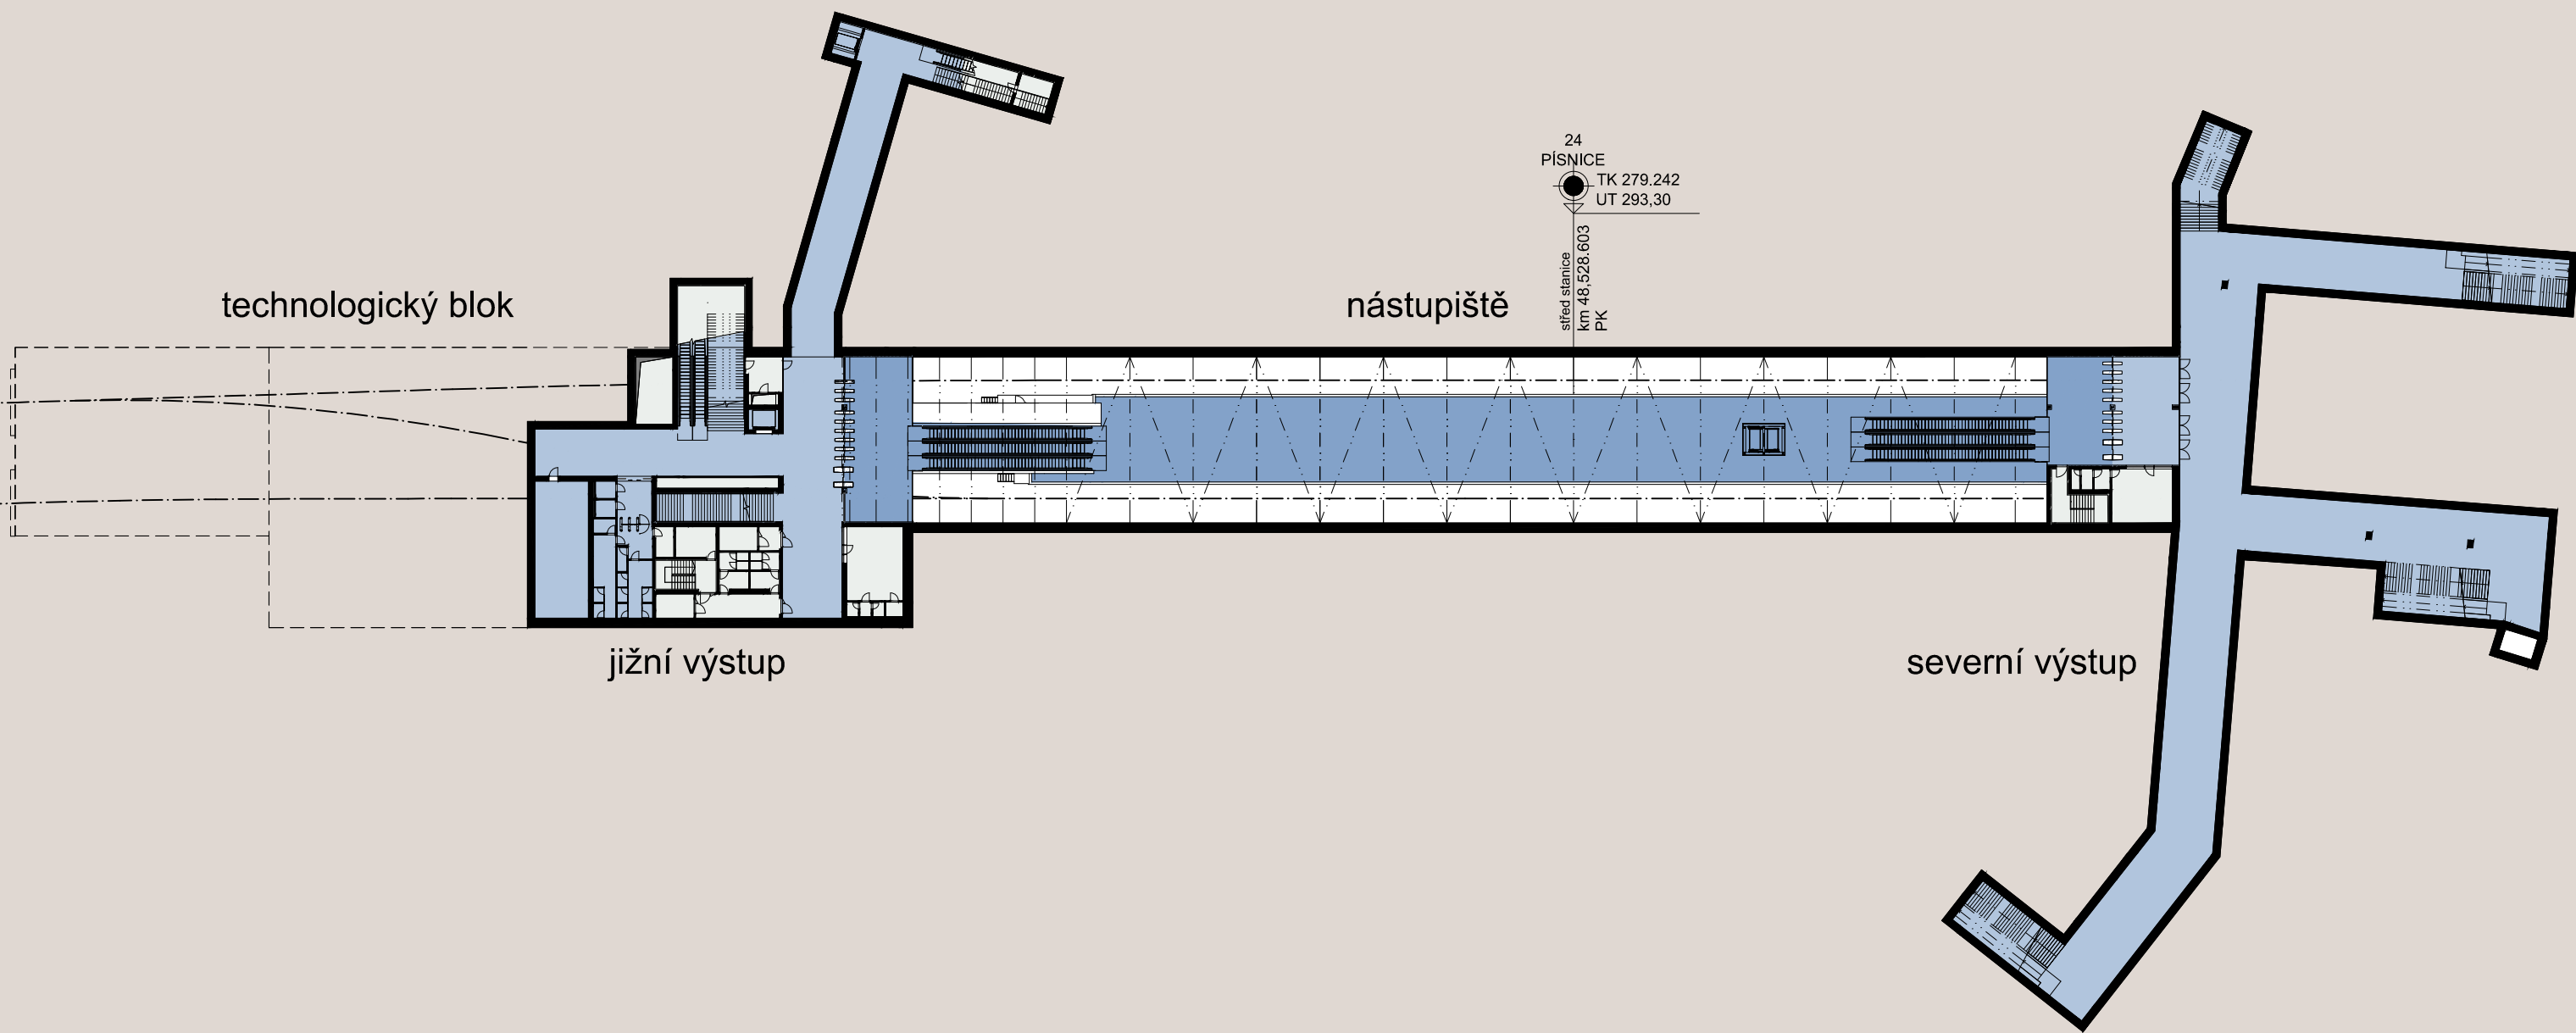 24
PÍSNICE
TK 279.242
UT 293,30
střed stanice
km 48,528.603
PK
technologický blok
nástupiště
jižní výstup
severní výstup